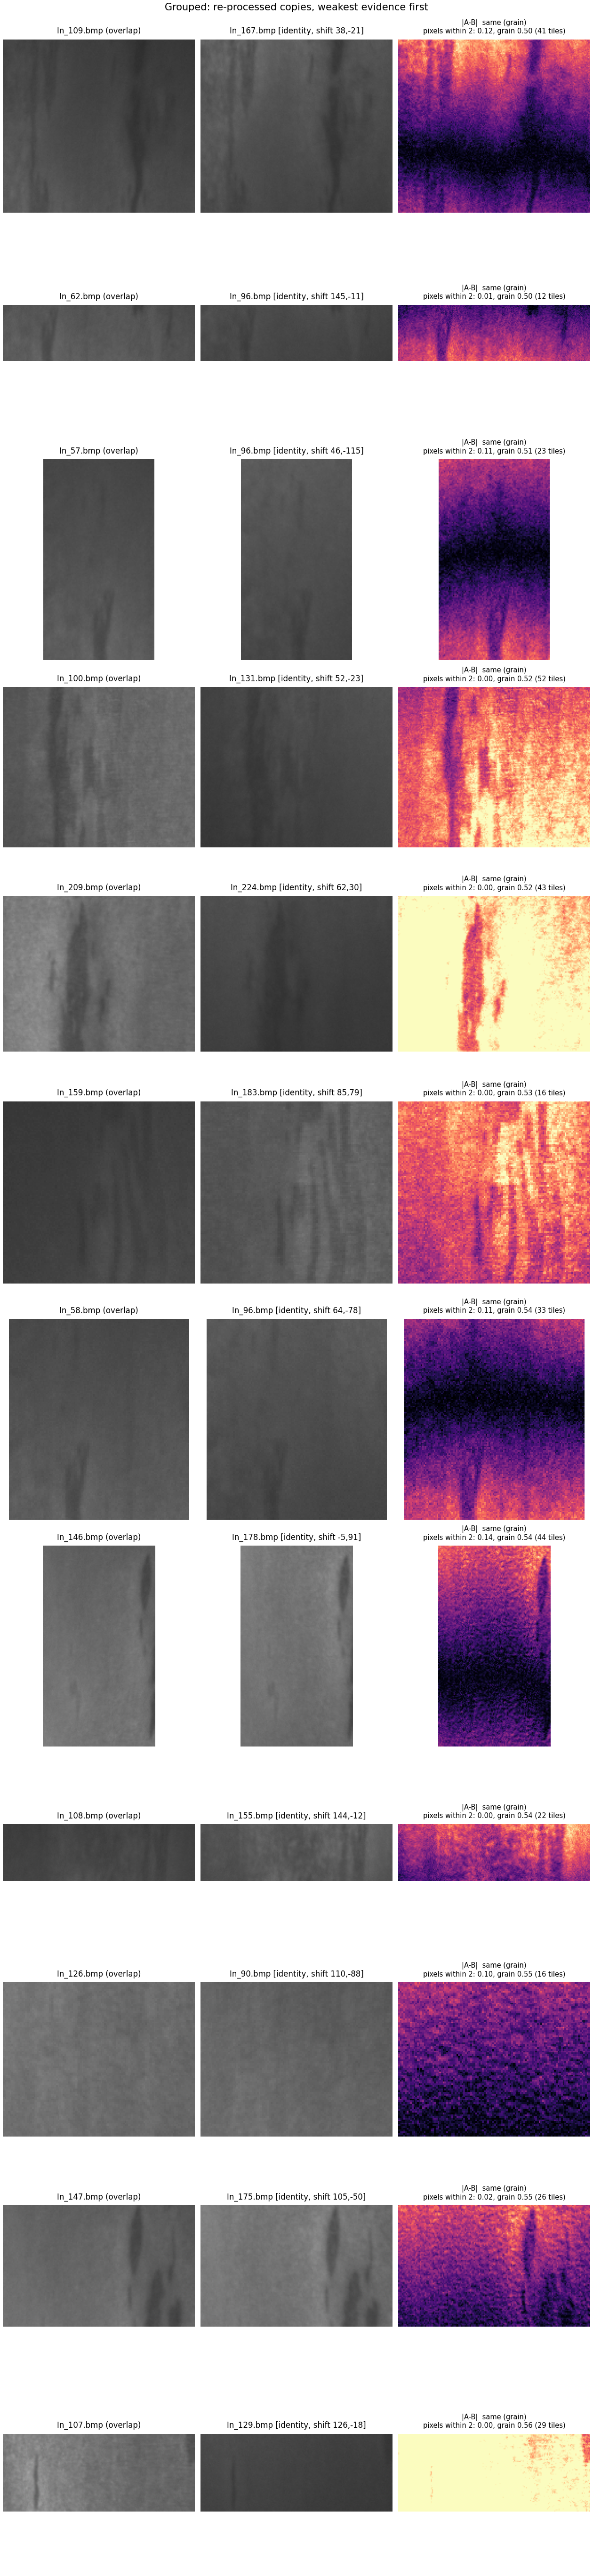 Grouped: re-processed copies, weakest evidence first
In_109.bmp (overlap)
In_167.bmp [identity, shift 38,-21]
|A-B|  same (grain)
pixels within 2: 0.12, grain 0.50 (41 tiles)
In_62.bmp (overlap)
In_96.bmp [identity, shift 145,-11]
|A-B|  same (grain)
pixels within 2: 0.01, grain 0.50 (12 tiles)
In_57.bmp (overlap)
In_96.bmp [identity, shift 46,-115]
|A-B|  same (grain)
pixels within 2: 0.11, grain 0.51 (23 tiles)
In_100.bmp (overlap)
In_131.bmp [identity, shift 52,-23]
|A-B|  same (grain)
pixels within 2: 0.00, grain 0.52 (52 tiles)
In_209.bmp (overlap)
In_224.bmp [identity, shift 62,30]
|A-B|  same (grain)
pixels within 2: 0.00, grain 0.52 (43 tiles)
In_159.bmp (overlap)
In_183.bmp [identity, shift 85,79]
|A-B|  same (grain)
pixels within 2: 0.00, grain 0.53 (16 tiles)
In_58.bmp (overlap)
In_96.bmp [identity, shift 64,-78]
|A-B|  same (grain)
pixels within 2: 0.11, grain 0.54 (33 tiles)
In_146.bmp (overlap)
In_178.bmp [identity, shift -5,91]
|A-B|  same (grain)
pixels within 2: 0.14, grain 0.54 (44 tiles)
In_108.bmp (overlap)
In_155.bmp [identity, shift 144,-12]
|A-B|  same (grain)
pixels within 2: 0.00, grain 0.54 (22 tiles)
In_126.bmp (overlap)
In_90.bmp [identity, shift 110,-88]
|A-B|  same (grain)
pixels within 2: 0.10, grain 0.55 (16 tiles)
In_147.bmp (overlap)
In_175.bmp [identity, shift 105,-50]
|A-B|  same (grain)
pixels within 2: 0.02, grain 0.55 (26 tiles)
In_107.bmp (overlap)
In_129.bmp [identity, shift 126,-18]
|A-B|  same (grain)
pixels within 2: 0.00, grain 0.56 (29 tiles)